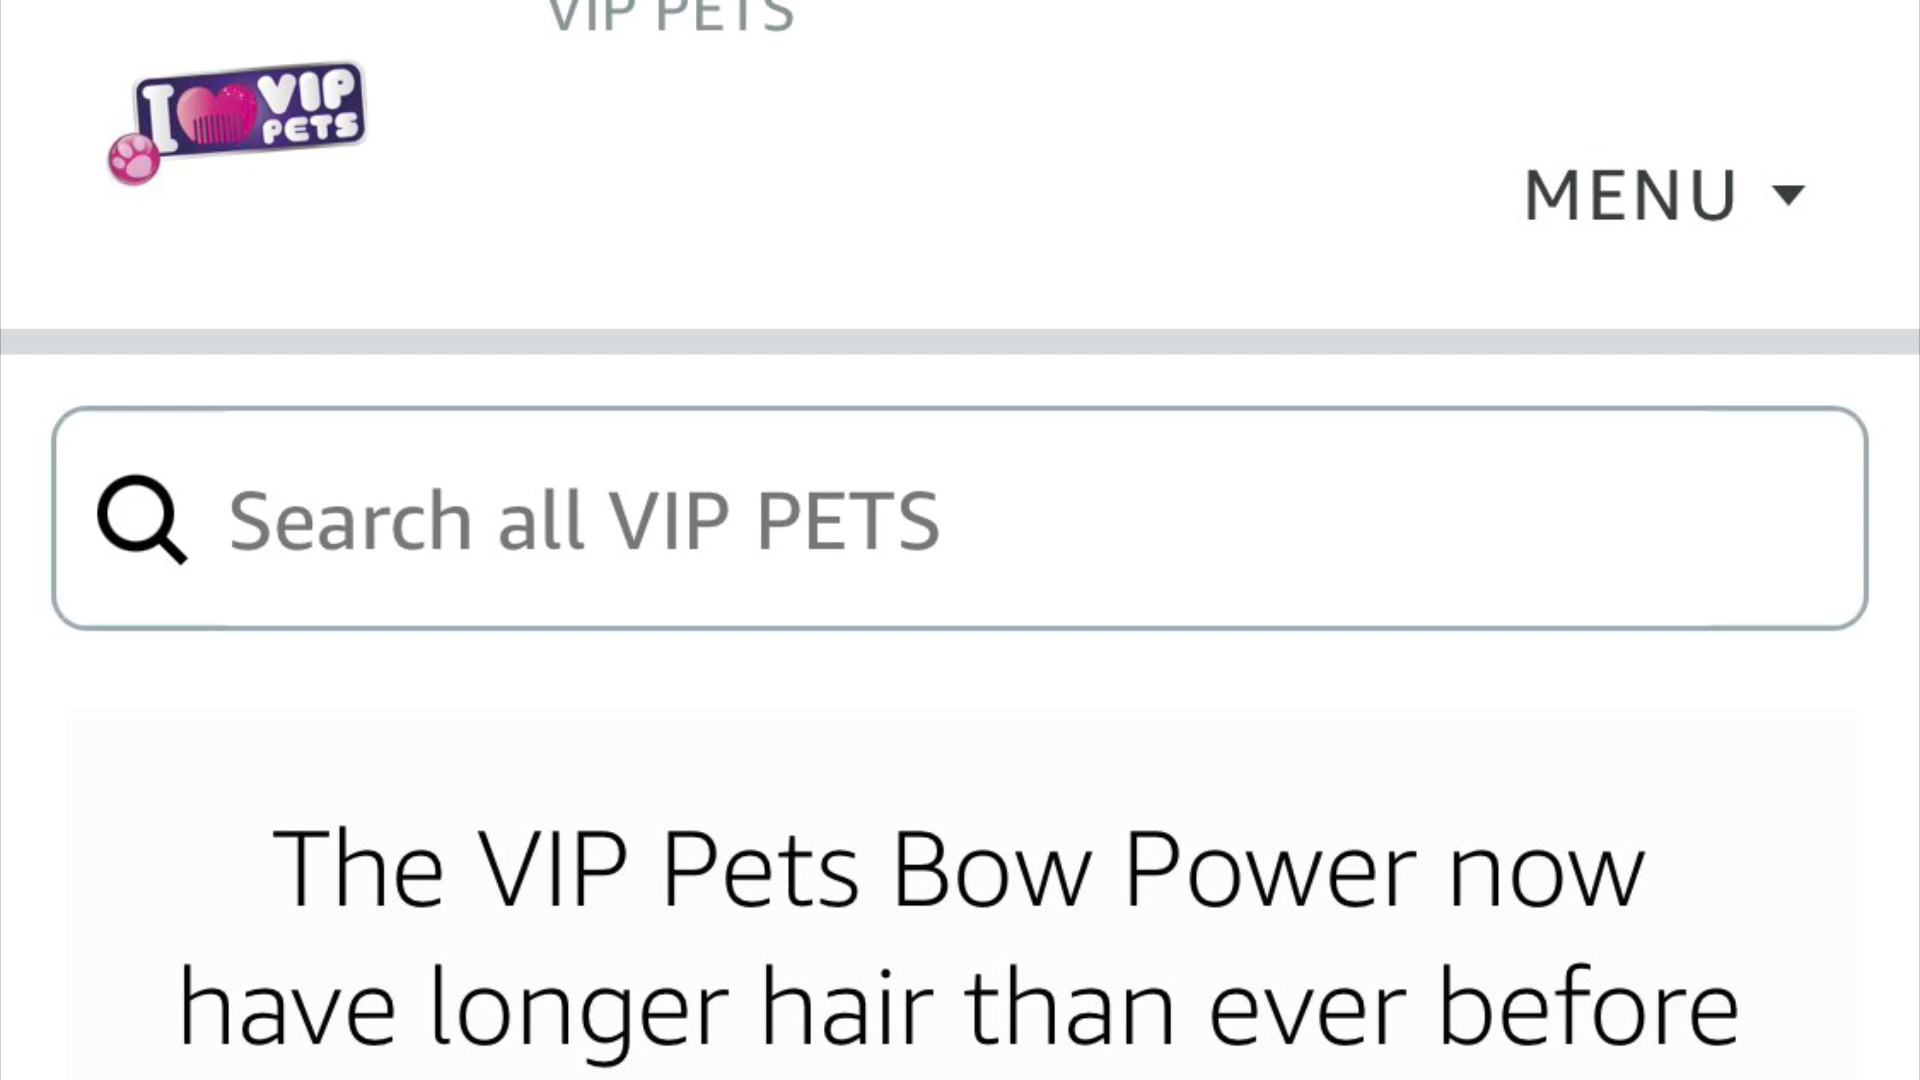 VIP PETS
I VIP
PETS
MENU
Search all VIP PETS
The VIP Pets Bow Power now
have longer hair than ever before